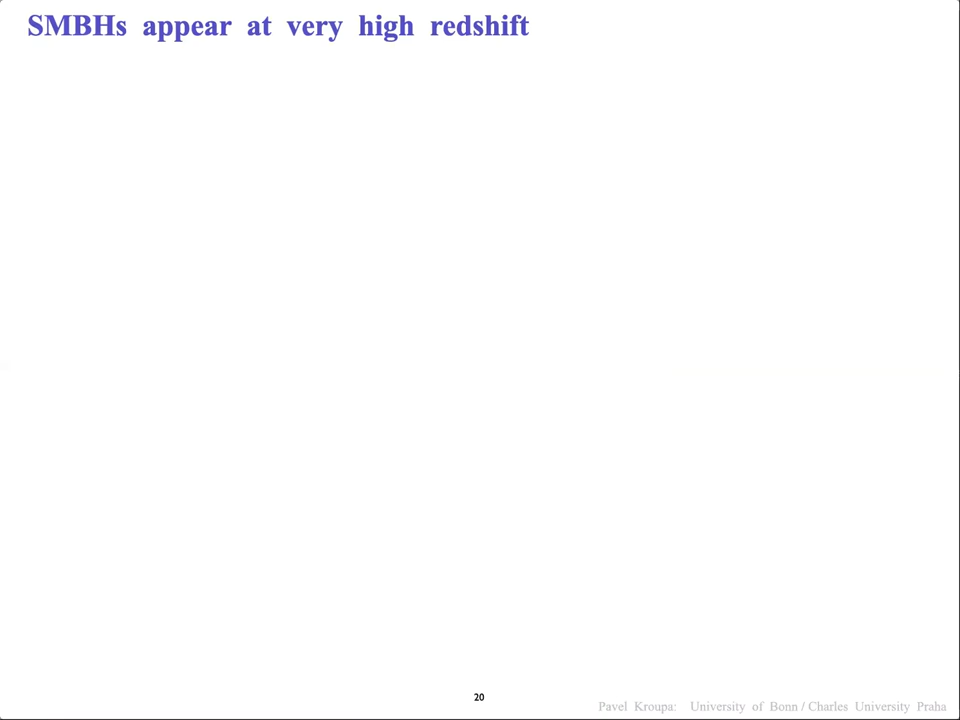 SMBHs appear at very high redshift
20
Pavel Kroupa: University of Bonn / Charles University Praha